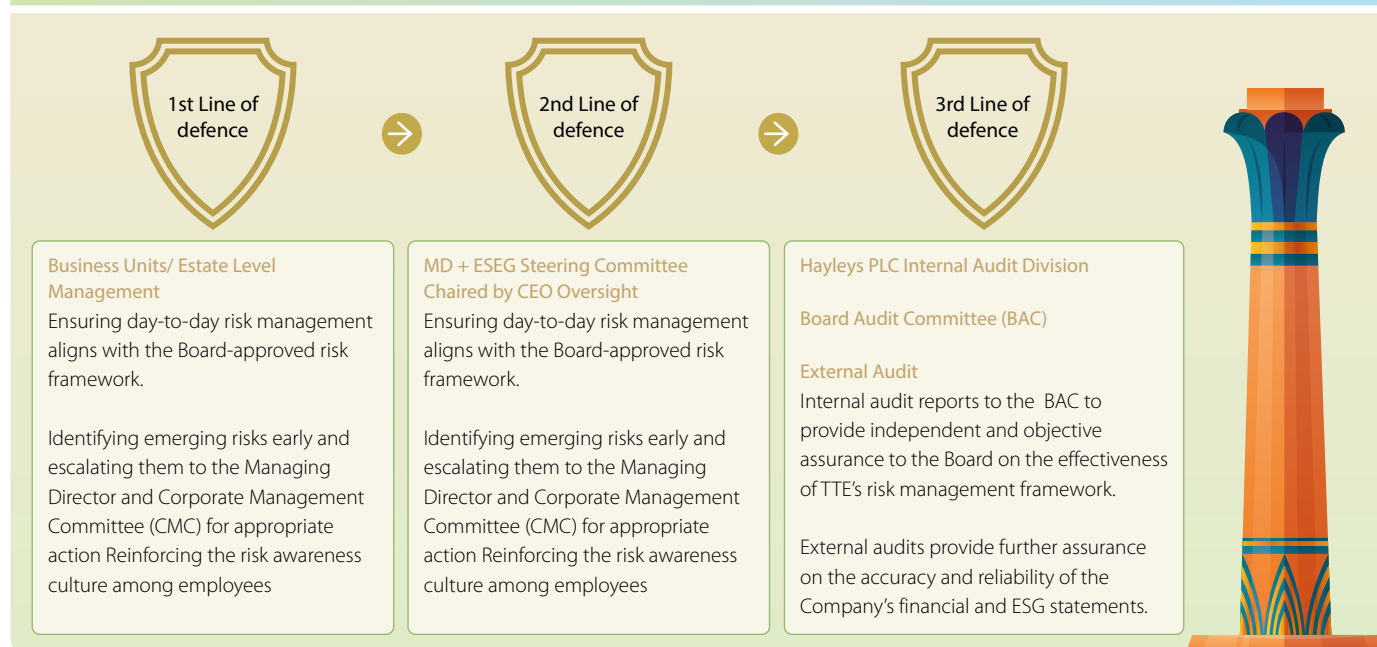 1st Line of
defence
2nd Line of
defence
3rd Line of
defence
Business Units/ Estate Level
Management
Ensuring day-to-day risk management
aligns with the Board-approved risk
framework.
Identifying emerging risks early and
escalating them to the Managing
Director and Corporate Management
Committee (CMC) for appropriate
action Reinforcing the risk awareness
culture among employees
MD + ESEG Steering Committee
Chaired by CEO Oversight
Ensuring day-to-day risk management
aligns with the Board-approved risk
framework.
Identifying emerging risks early and
escalating them to the Managing
Director and Corporate Management
Committee (CMC) for appropriate
action Reinforcing the risk awareness
culture among employees
Hayleys PLC Internal Audit Division
Board Audit Committee (BAC)
External Audit
Internal audit reports to the BAC to
provide independent and objective
assurance to the Board on the effectiveness
of TTE's risk management framework.
External audits provide further assurance
on the accuracy and reliability of the
Company's financial and ESG statements.